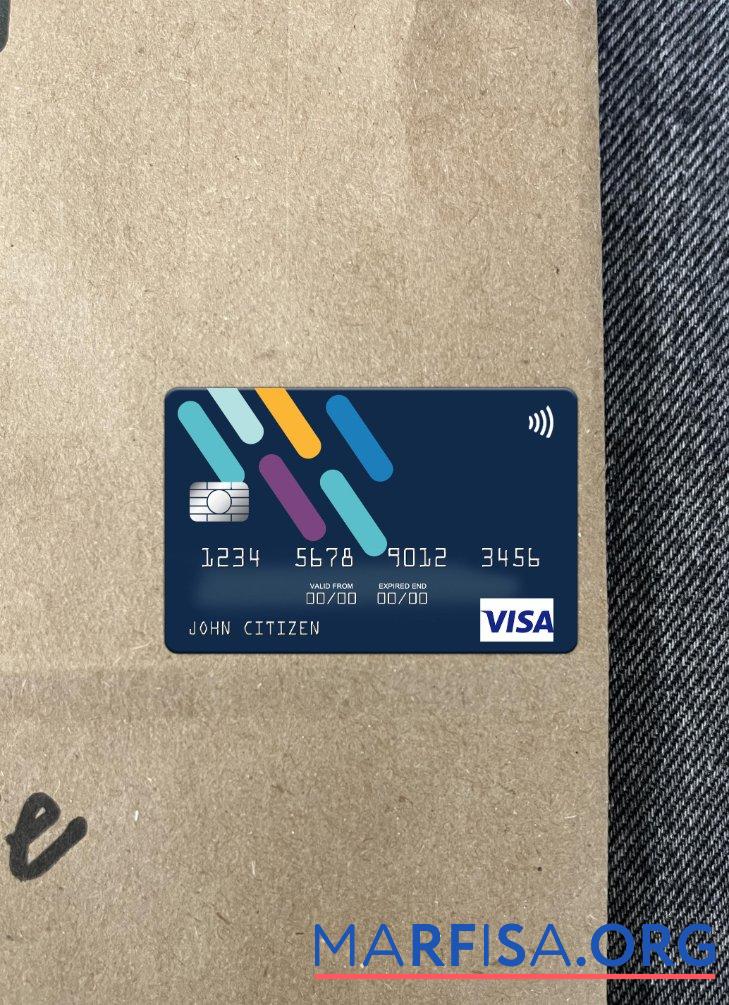 1234 5678 9012 3456
VALID FROM EXPIRED END
00/00 00/00
JOHN CITIZEN
VISA
e
MARFISA.ORG